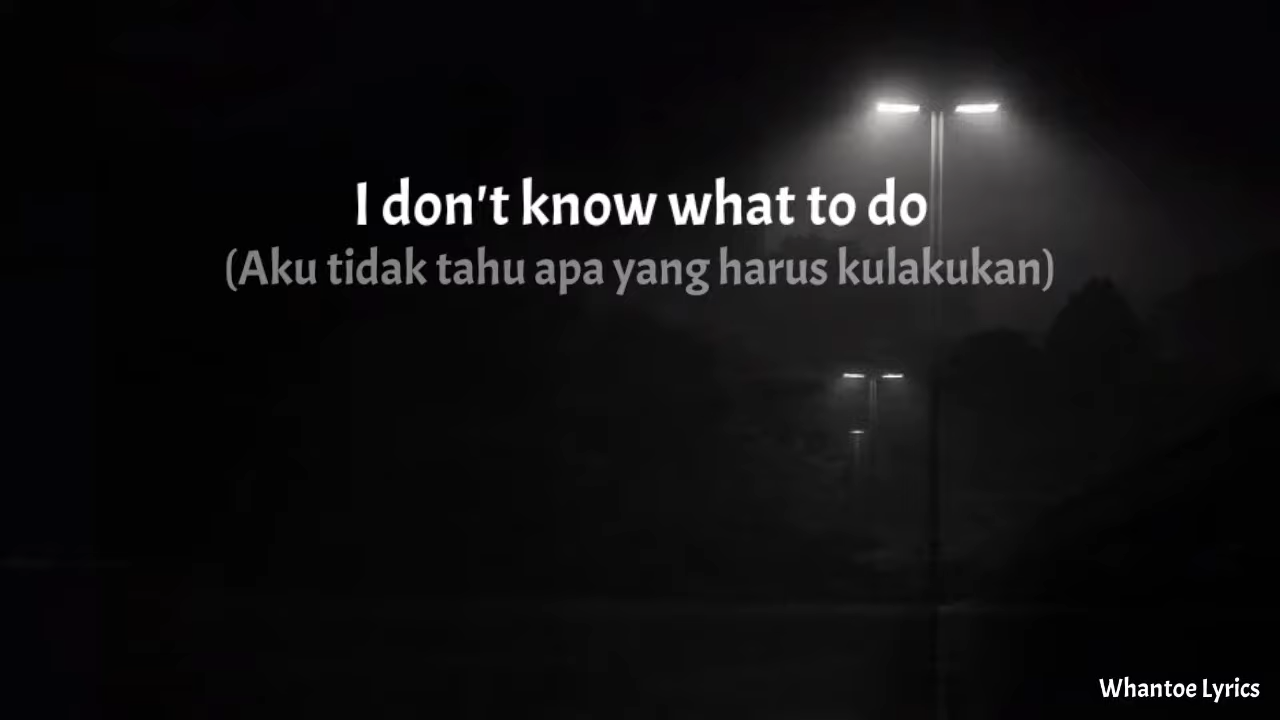 I don't know what to do
(Aku tidak tahu apa yang harus kulakukan)
Whantoe Lyrics